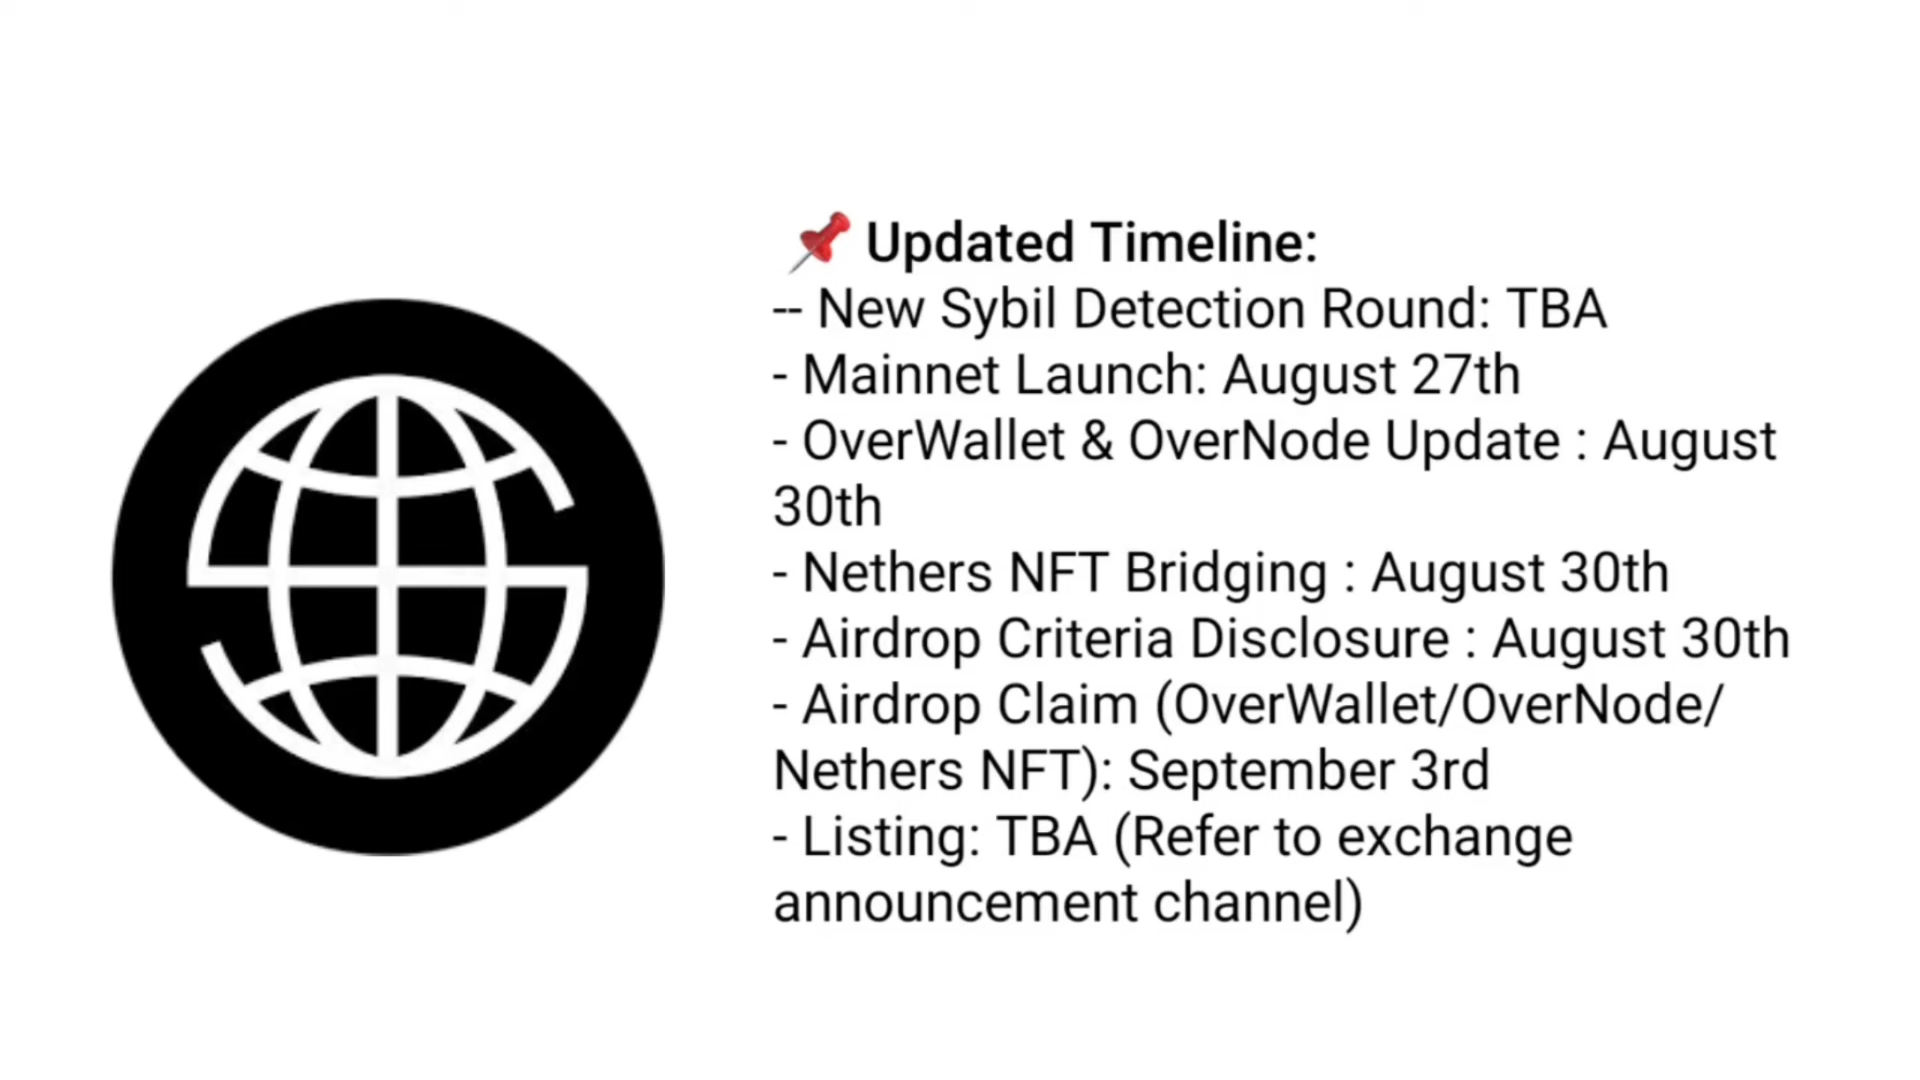 📌 Updated Timeline:
-- New Sybil Detection Round: TBA
- Mainnet Launch: August 27th
- OverWallet & OverNode Update : August
30th
- Nethers NFT Bridging : August 30th
- Airdrop Criteria Disclosure : August 30th
- Airdrop Claim (OverWallet/OverNode/
Nethers NFT): September 3rd
- Listing: TBA (Refer to exchange
announcement channel)